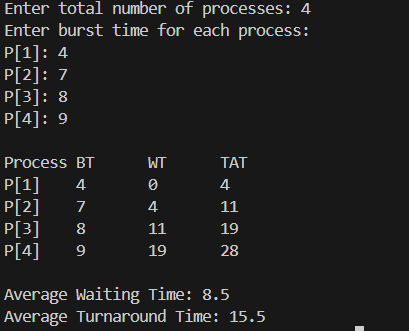 Enter total number of processes: 4
Enter burst time for each process:
P[1]: 4
P[2]: 7
P[3]: 8
P[4]: 9
Process BT WT TAT
P[1] 4 0 4
P[2] 7 4 11
P[3] 8 11 19
P[4] 9 19 28
Average Waiting Time: 8.5
Average Turnaround Time: 15.5